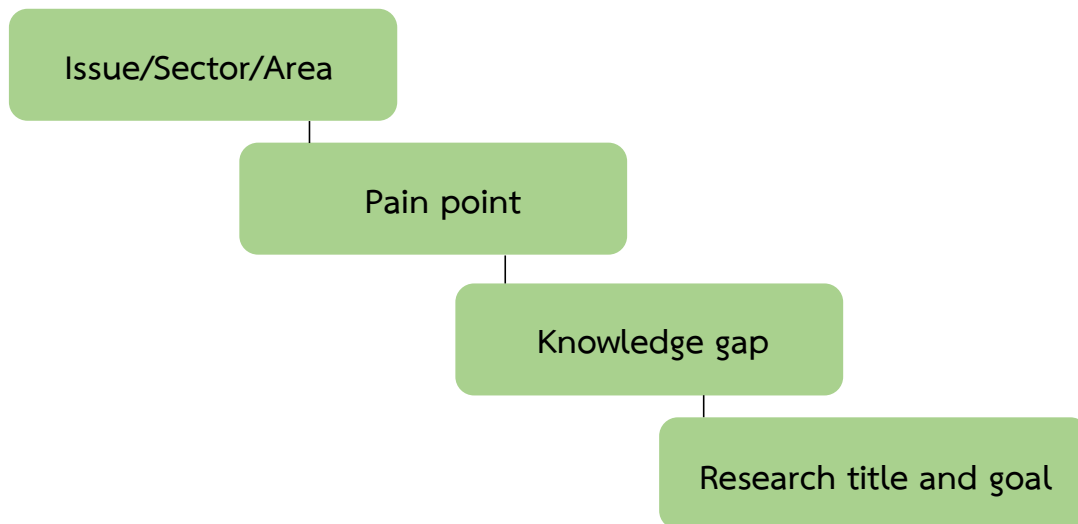 Issue/Sector/Area
Pain point
Knowledge gap
Research title and goal